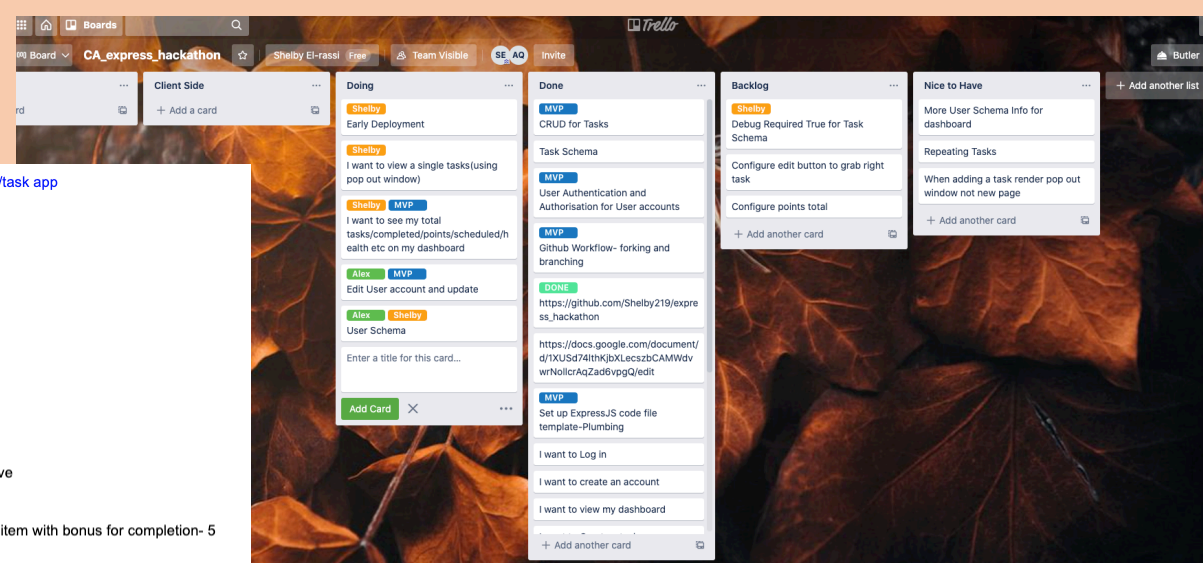 Boards
Trello
Board
CA_express_hackathon
Shelby El-rassi Free
Team Visible
SE AQ
Invite
Butler
rd
Client Side
+ Add a card
Doing
Shelby
Early Deployment
Shelby
I want to view a single tasks(using
pop out window)
Shelby MVP
I want to see my total
tasks/completed/points/scheduled/h
ealth etc on my dashboard
Alex MVP
Edit User account and update
Alex Shelby
User Schema
Enter a title for this card...
Add Card
Done
MVP
CRUD for Tasks
Task Schema
MVP
User Authentication and
Authorisation for User accounts
MVP
Github Workflow- forking and
branching
DONE
https://github.com/Shelby219/expre
ss_hackathon
https://docs.google.com/document/
d/1XUSd74IthKjbXLecszbCAMWdv
wrNollcrAqZad6vpgQ/edit
MVP
Set up ExpressJS code file
template-Plumbing
I want to Log in
I want to create an account
I want to view my dashboard
+ Add another card
Backlog
Shelby
Debug Required True for Task
Schema
Configure edit button to grab right
task
Configure points total
+ Add another card
Nice to Have
More User Schema Info for
dashboard
Repeating Tasks
When adding a task render pop out
window not new page
+ Add another card
+ Add another list
/task app
ve
item with bonus for completion- 5